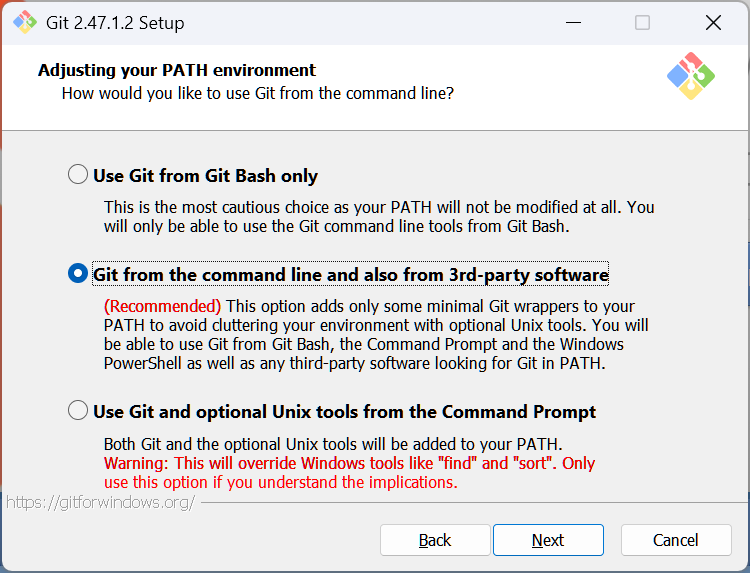 Git 2.47.1.2 Setup
Adjusting your PATH environment
How would you like to use Git from the command line?
Use Git from Git Bash only
This is the most cautious choice as your PATH will not be modified at all. You
will only be able to use the Git command line tools from Git Bash.
Git from the command line and also from 3rd-party software
(Recommended) This option adds only some minimal Git wrappers to your
PATH to avoid cluttering your environment with optional Unix tools. You will
be able to use Git from Git Bash, the Command Prompt and the Windows
PowerShell as well as any third-party software looking for Git in PATH.
Use Git and optional Unix tools from the Command Prompt
Both Git and the optional Unix tools will be added to your PATH.
Warning: This will override Windows tools like "find" and "sort". Only
use this option if you understand the implications.
https://gitforwindows.org/
Back Next Cancel